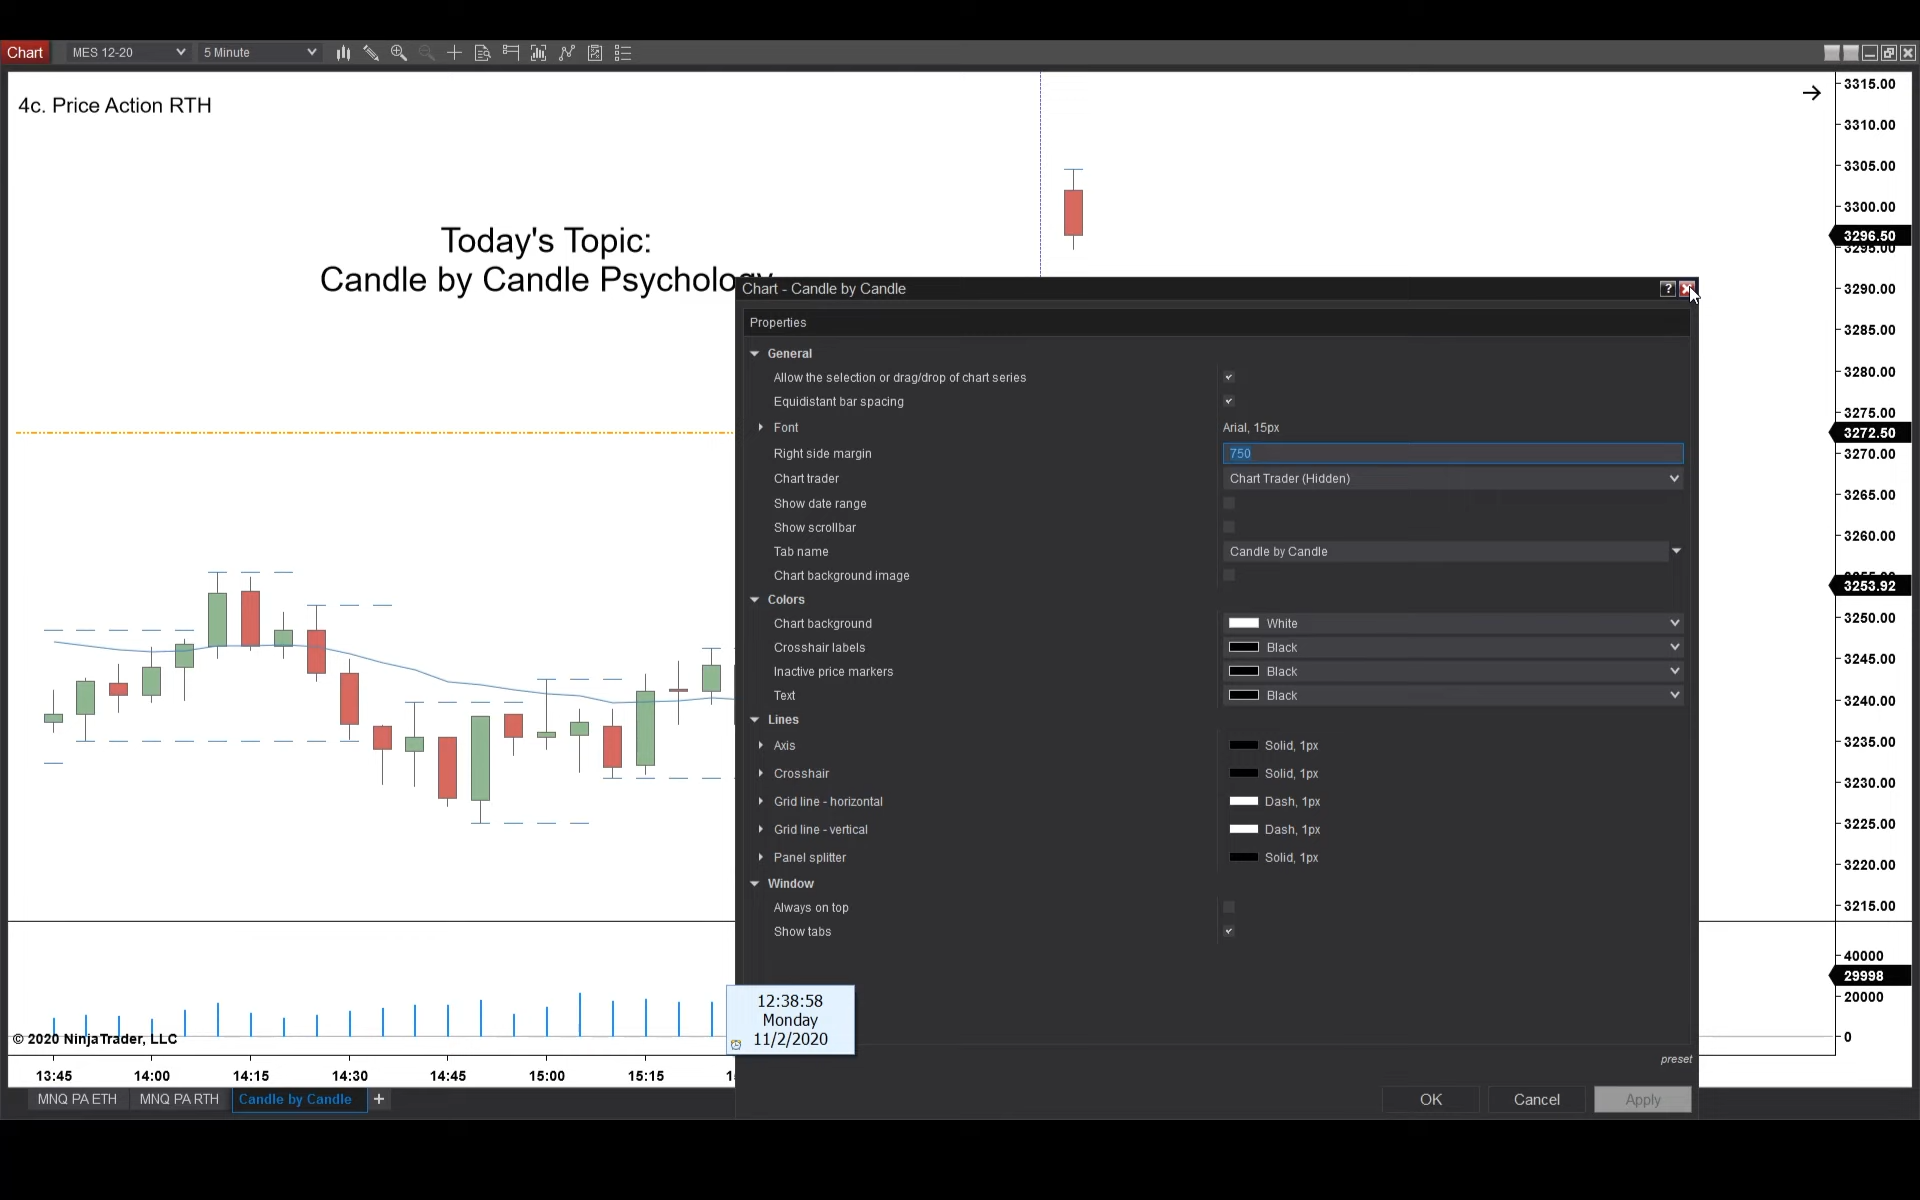 Chart MES 12-20 5 Minute
4c. Price Action RTH
Today's Topic:
Candle by Candle Psycholo
Chart - Candle by Candle ?
Properties
General
Allow the selection or drag/drop of chart series
Equidistant bar spacing
Font Arial, 15px
Right side margin 750
Chart trader Chart Trader (Hidden)
Show date range
Show scrollbar
Tab name Candle by Candle
Chart background image
Colors
Chart background White
Crosshair labels Black
Inactive price markers Black
Text Black
Lines
Axis Solid, 1px
Crosshair Solid, 1px
Grid line - horizontal Dash, 1px
Grid line - vertical Dash, 1px
Panel splitter Solid, 1px
Window
Always on top
Show tabs
preset
OK Cancel Apply
3315.00
3310.00
3305.00
3300.00
3296.50
3295.00
3290.00
3285.00
3280.00
3275.00
3272.50
3270.00
3265.00
3260.00
3253.92
3250.00
3245.00
3240.00
3235.00
3230.00
3225.00
3220.00
3215.00
40000
29998
20000
0
12:38:58
Monday
11/2/2020
© 2020 NinjaTrader, LLC
13:45 14:00 14:15 14:30 14:45 15:00 15:15
MNQ PA ETH MNQ PA RTH Candle by Candle +